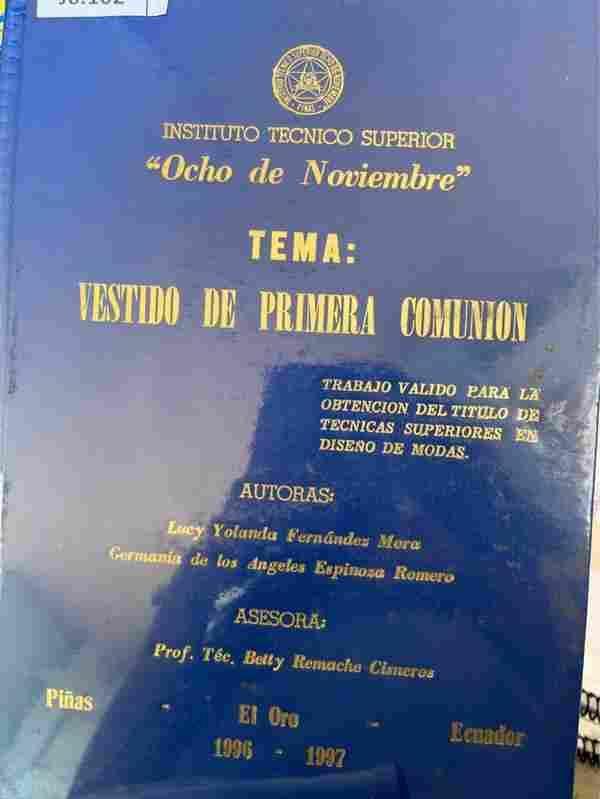 INSTITUTO TECNICO SUPERIOR
“Ocho de Noviembre”
TEMA:
VESTIDO DE PRIMERA COMUNION
TRABAJO VALIDO PARA LA
OBTENCION DEL TITULO DE
TECNICAS SUPERIORES EN
DISEÑO DE MODAS.
AUTORAS:
Lucy Yolanda Fernández Mora
Germania de los Angeles Espinoza Romero
ASESORA:
Prof. Téc. Betty Remache Cisneros
Piñas - El Oro - Ecuador
1996 - 1997